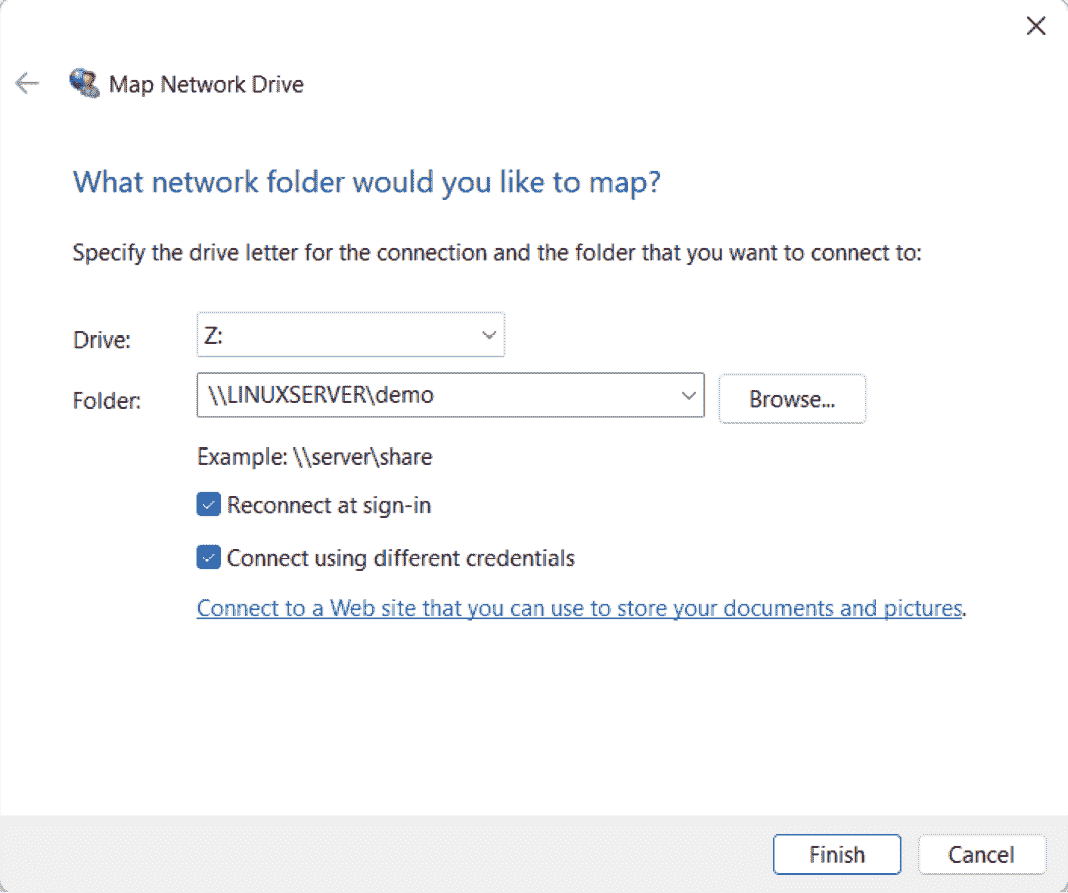 Map Network Drive
What network folder would you like to map?
Specify the drive letter for the connection and the folder that you want to connect to:
Drive: Z:
Folder: \\LINUXSERVER\demo Browse...
Example: \\server\share
Reconnect at sign-in
Connect using different credentials
Connect to a Web site that you can use to store your documents and pictures.
Finish Cancel